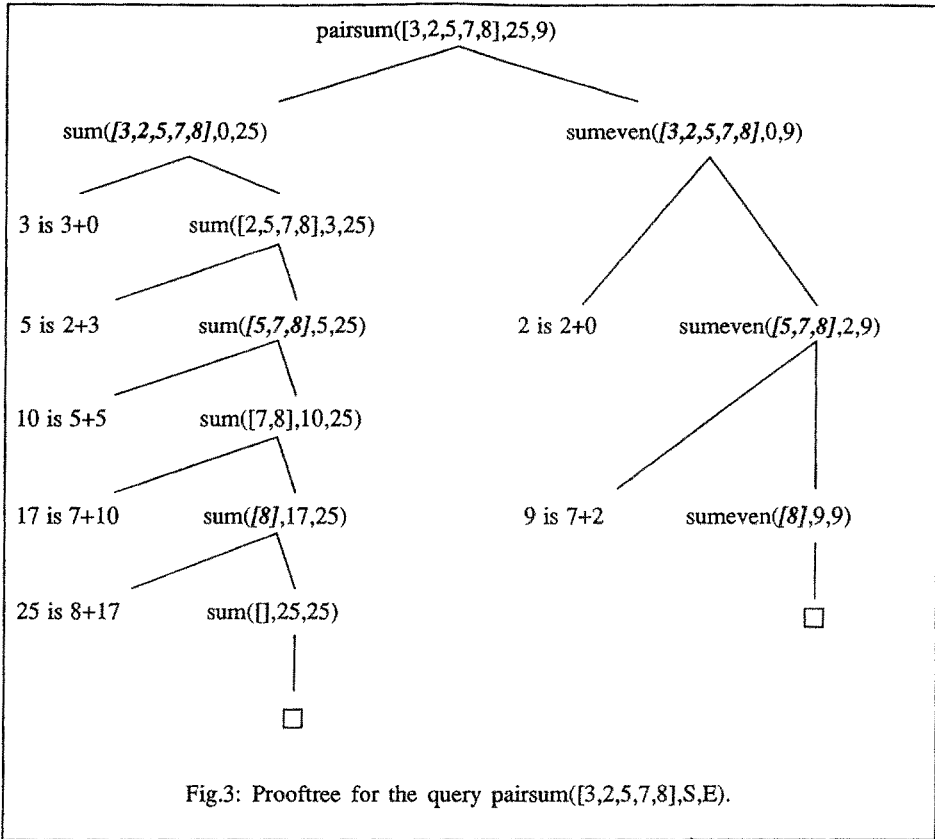 pairsum([3,2,5,7,8],25,9)
sum([3,2,5,7,8],0,25) sumeven([3,2,5,7,8],0,9)
3 is 3+0 sum([2,5,7,8],3,25)
5 is 2+3 sum([5,7,8],5,25) 2 is 2+0 sumeven([5,7,8],2,9)
10 is 5+5 sum([7,8],10,25)
17 is 7+10 sum([8],17,25) 9 is 7+2 sumeven([8],9,9)
25 is 8+17 sum([],25,25)
Fig.3: Prooftree for the query pairsum([3,2,5,7,8],S,E).